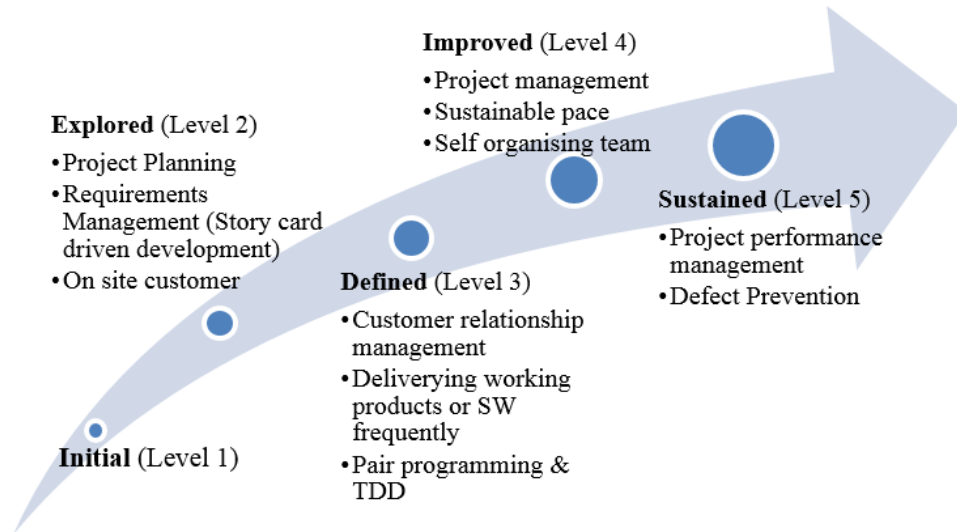 Improved (Level 4)
•Project management
•Sustainable pace
•Self organising team
Explored (Level 2)
•Project Planning
•Requirements
Management (Story card
driven development)
•On site customer
Sustained (Level 5)
•Project performance
management
•Defect Prevention
Defined (Level 3)
•Customer relationship
management
•Deliverying working
products or SW
frequently
•Pair programming &
TDD
Initial (Level 1)